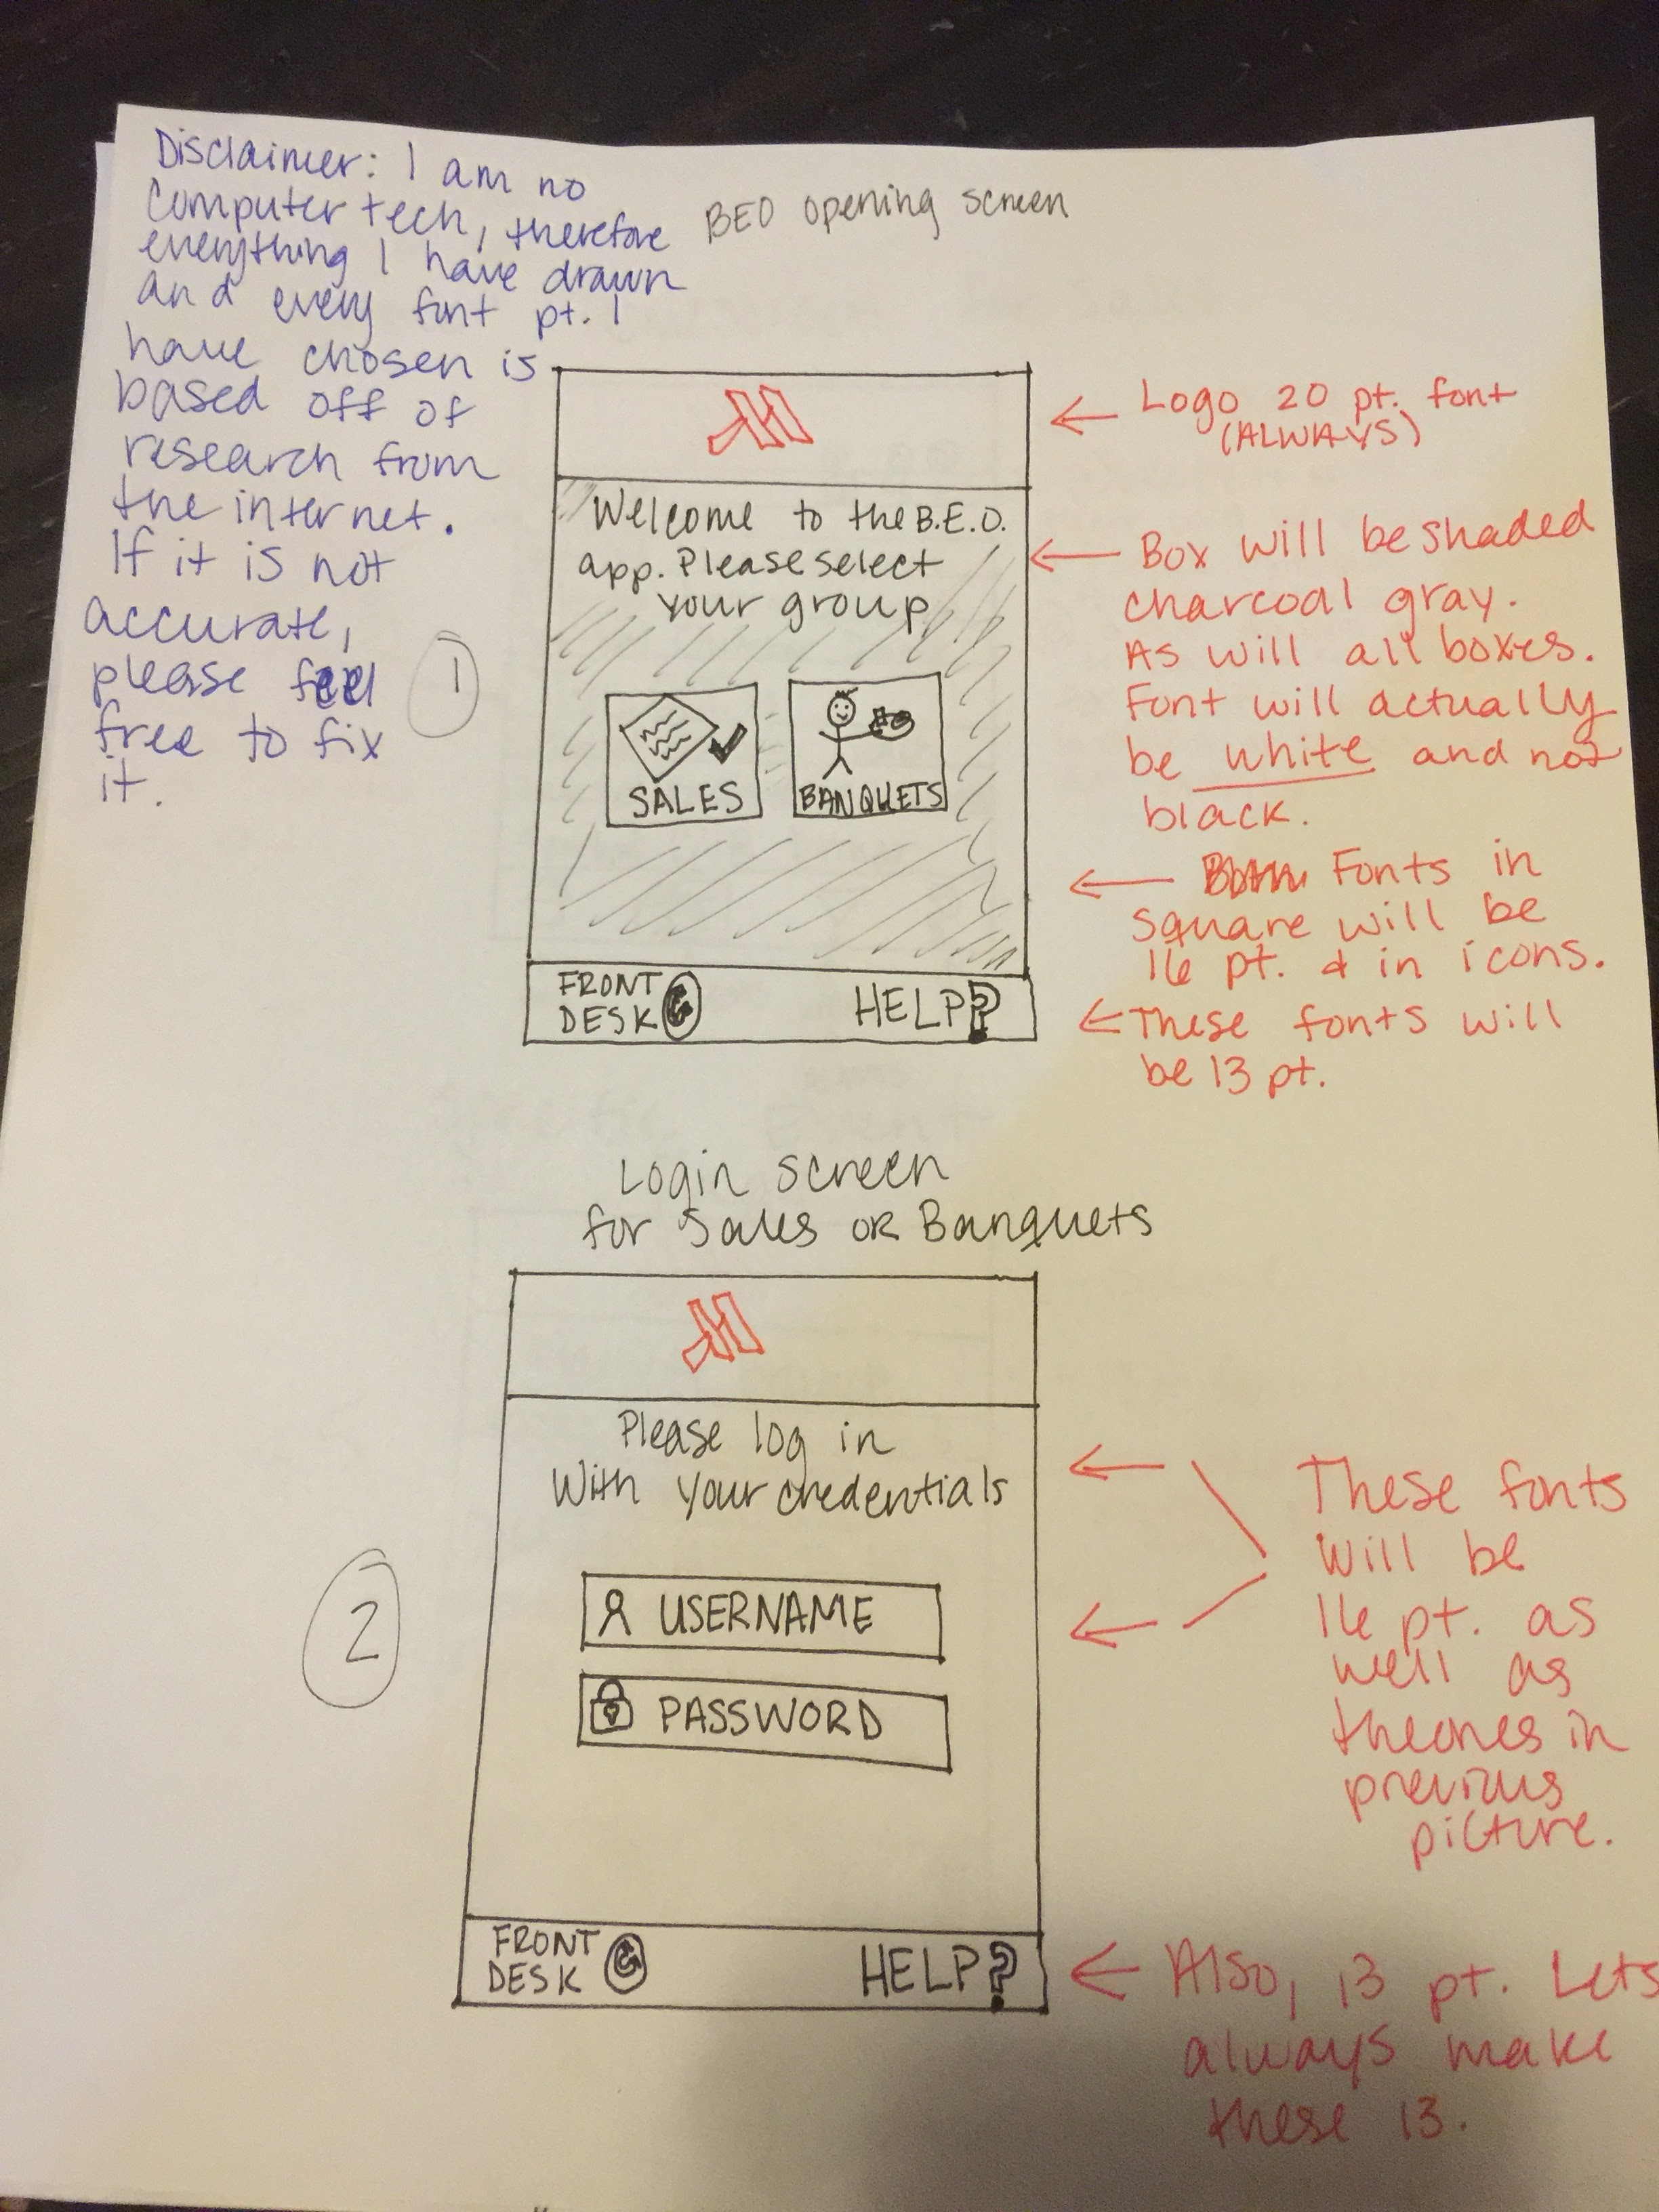 Disclaimer: I am no
computer tech, therefore
everything I have drawn
and every font pt. I
have chosen is
based off of
research from
the internet.
If it is not
accurate,
please feel
free to fix
it.
BEO opening screen
1
Logo 20 pt. font
(ALWAYS)
Welcome to the B.E.O.
app. Please select
your group
SALES
BANQUETS
Box will be shaded
charcoal gray.
As will all boxes.
Font will actually
be white and not
black.
Fonts in
square will be
16 pt. & in icons.
FRONT
DESK
HELP?
These fonts will
be 13 pt.
Login screen
for Sales OR Banquets
2
Please log in
With your credentials
USERNAME
PASSWORD
These fonts
will be
16 pt. as
well as
the ones in
previous
picture.
FRONT
DESK
HELP?
Also, 13 pt. Lets
always make
these 13.